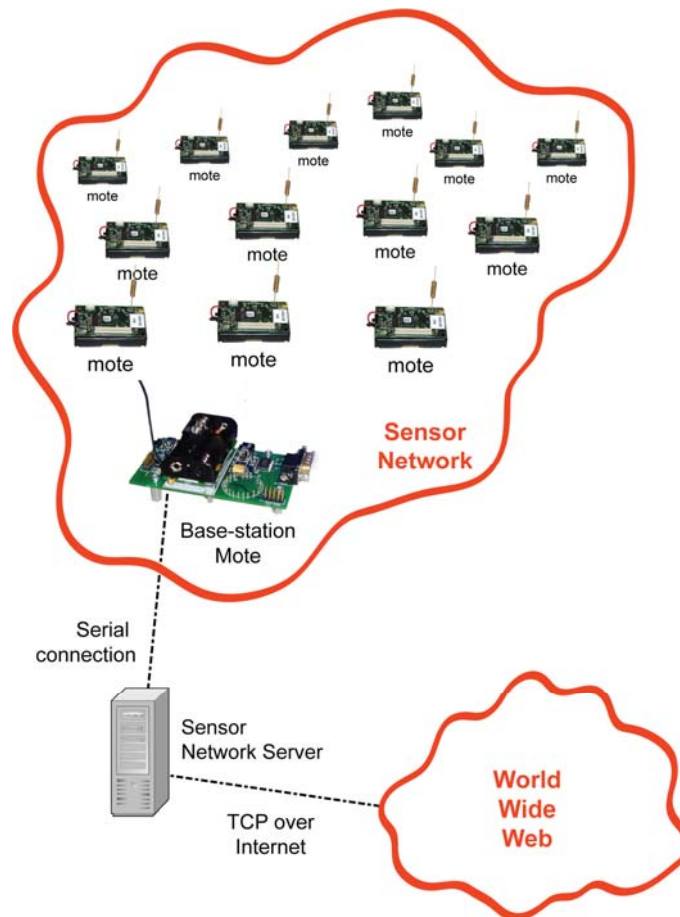 mote
mote
mote
mote
mote
mote
mote
mote
mote
mote
mote
mote
mote
Sensor
Network
Base-station
Mote
Serial
connection
Sensor
Network Server
TCP over
Internet
World
Wide
Web